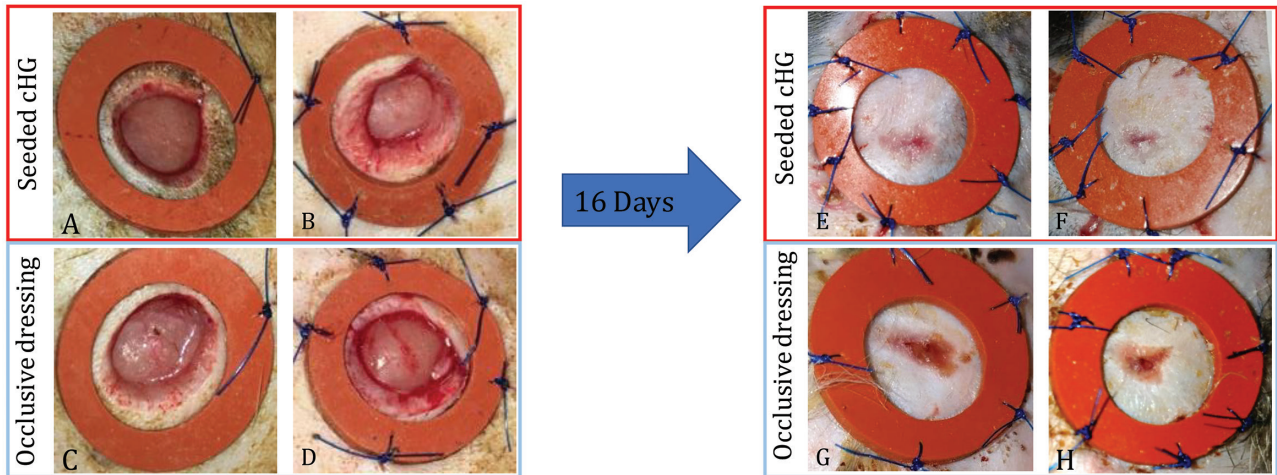 Seeded cHG
A
B
Occlusive dressing
C
D
16 Days
Seeded cHG
E
F
Occlusive dressing
G
H